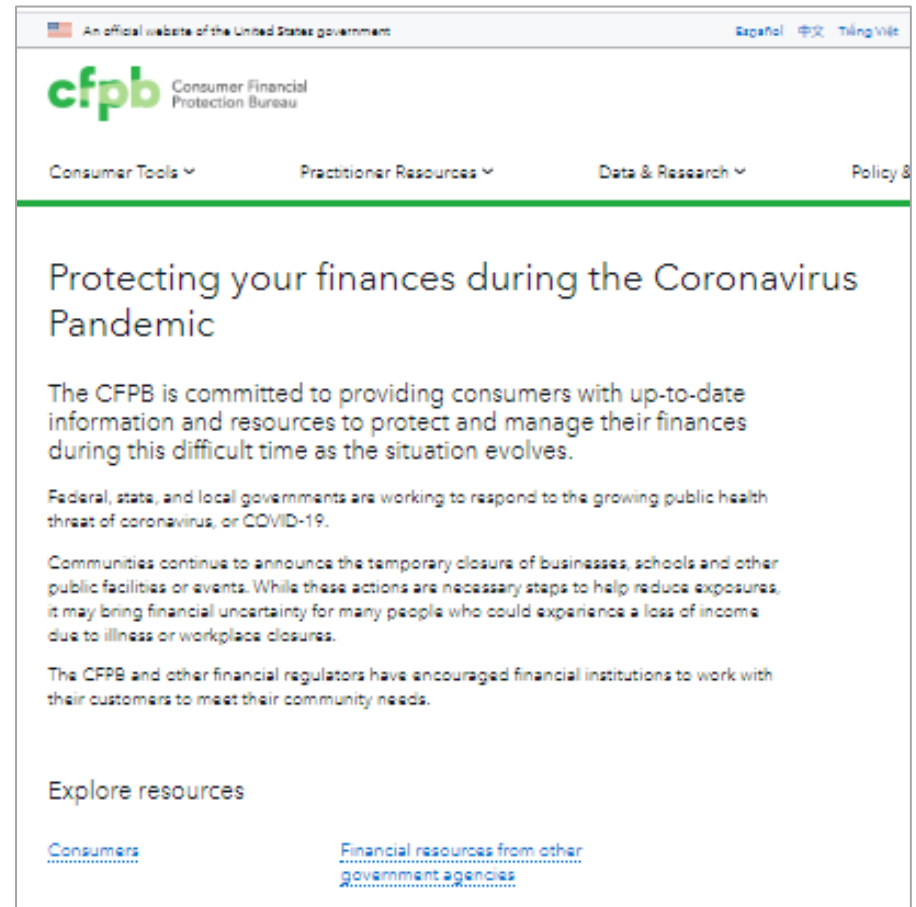 An official website of the United States government
Español 中文 Tiếng Việt
cfpb Consumer Financial
Protection Bureau
Consumer Tools
Practitioner Resources
Data & Research
Policy &
Protecting your finances during the Coronavirus
Pandemic
The CFPB is committed to providing consumers with up-to-date
information and resources to protect and manage their finances
during this difficult time as the situation evolves.
Federal, state, and local governments are working to respond to the growing public health
threat of coronavirus, or COVID-19.
Communities continue to announce the temporary closure of businesses, schools and other
public facilities or events. While these actions are necessary steps to help reduce exposures,
it may bring financial uncertainty for many people who could experience a loss of income
due to illness or workplace closures.
The CFPB and other financial regulators have encouraged financial institutions to work with
their customers to meet their community needs.
Explore resources
Consumers
Financial resources from other
government agencies